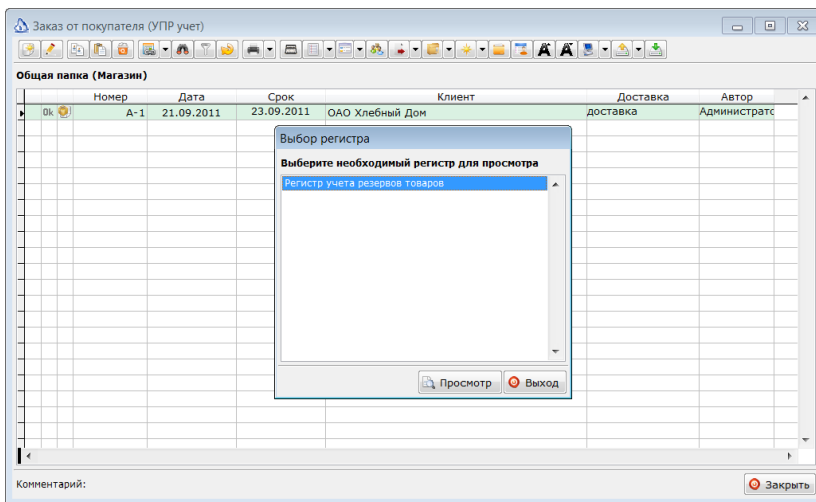 Заказ от покупателя (УПР учет)
Общая папка (Магазин)
Номер Дата Срок Клиент Доставка Автор
Ok А-1 21.09.2011 23.09.2011 ОАО Хлебный Дом доставка Администратс
Выбор регистра
Выберите необходимый регистр для просмотра
Регистр учета резервов товаров
Просмотр Выход
Комментарий: Закрыть